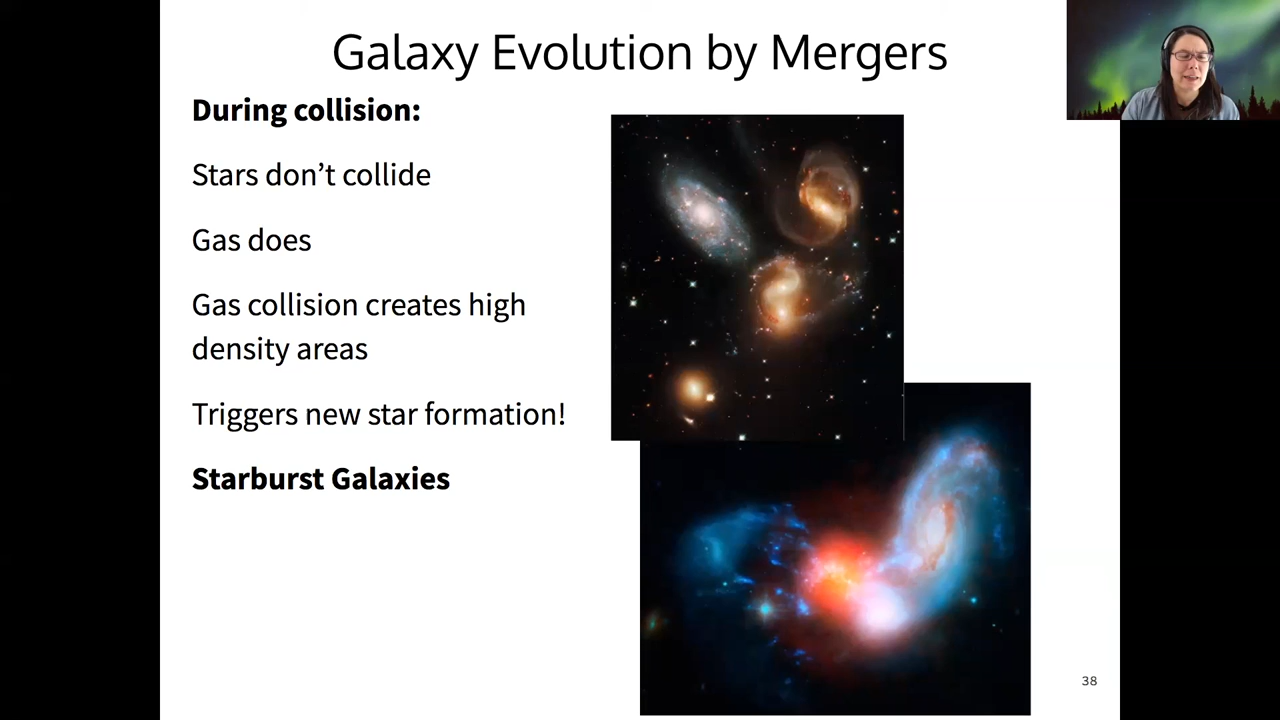 Galaxy Evolution by Mergers
During collision:
Stars don’t collide
Gas does
Gas collision creates high
density areas
Triggers new star formation!
Starburst Galaxies
38